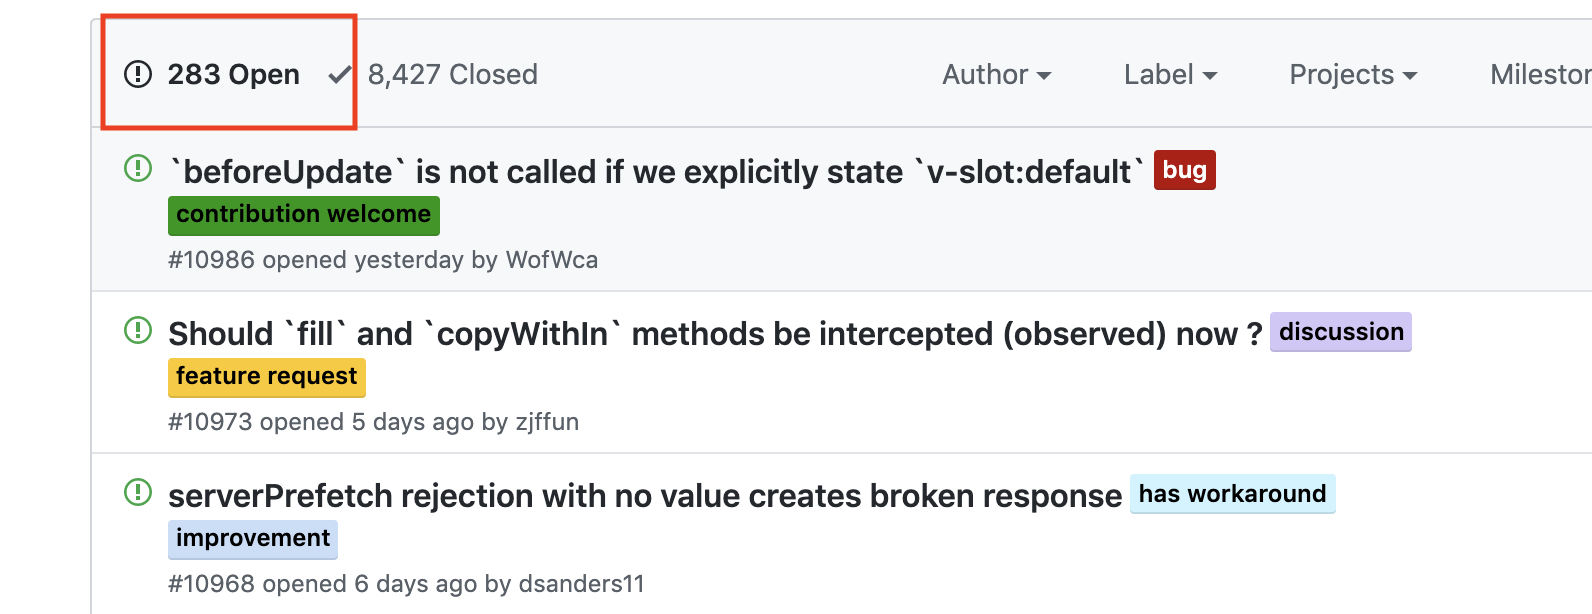 283 Open 8,427 Closed Author Label Projects
`beforeUpdate` is not called if we explicitly state `v-slot:default` bug
contribution welcome
#10986 opened yesterday by WofWca
Should `fill` and `copyWithIn` methods be intercepted (observed) now ? discussion
feature request
#10973 opened 5 days ago by zjffun
serverPrefetch rejection with no value creates broken response has workaround
improvement
#10968 opened 6 days ago by dsanders11